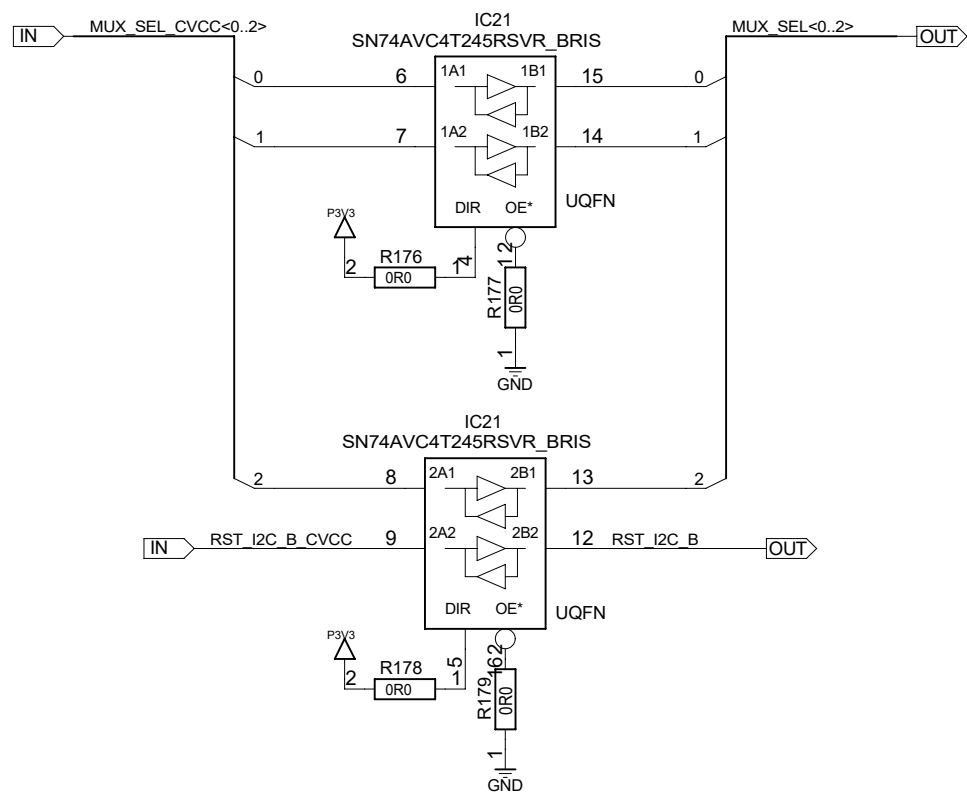 IC21
SN74AVC4T245RSVR_BRIS
IN
MUX_SEL_CVCC<0..2>
MUX_SEL<0..2>
OUT
0
6
1A1
1B1
15
0
1
7
1A2
1B2
14
1
DIR
OE*
UQFN
P3V3
2
R176
0R0
1
4
1
2
R177
0R0
1
GND
IC21
SN74AVC4T245RSVR_BRIS
2
8
2A1
2B1
13
2
IN
RST_I2C_B_CVCC
9
2A2
2B2
12
RST_I2C_B
OUT
DIR
OE*
UQFN
P3V3
2
R178
0R0
1
5
16
2
R179
0R0
1
GND